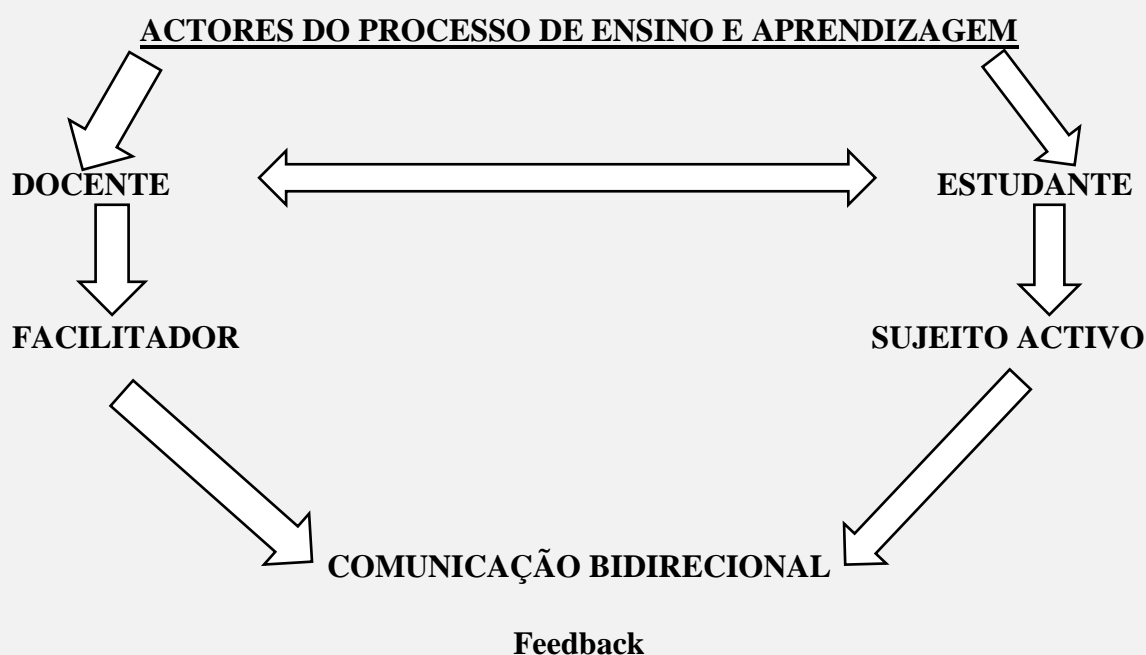 ACTORES DO PROCESSO DE ENSINO E APRENDIZAGEM
DOCENTE
ESTUDANTE
FACILITADOR
SUJEITO ACTIVO
COMUNICAÇÃO BIDIRECIONAL
Feedback